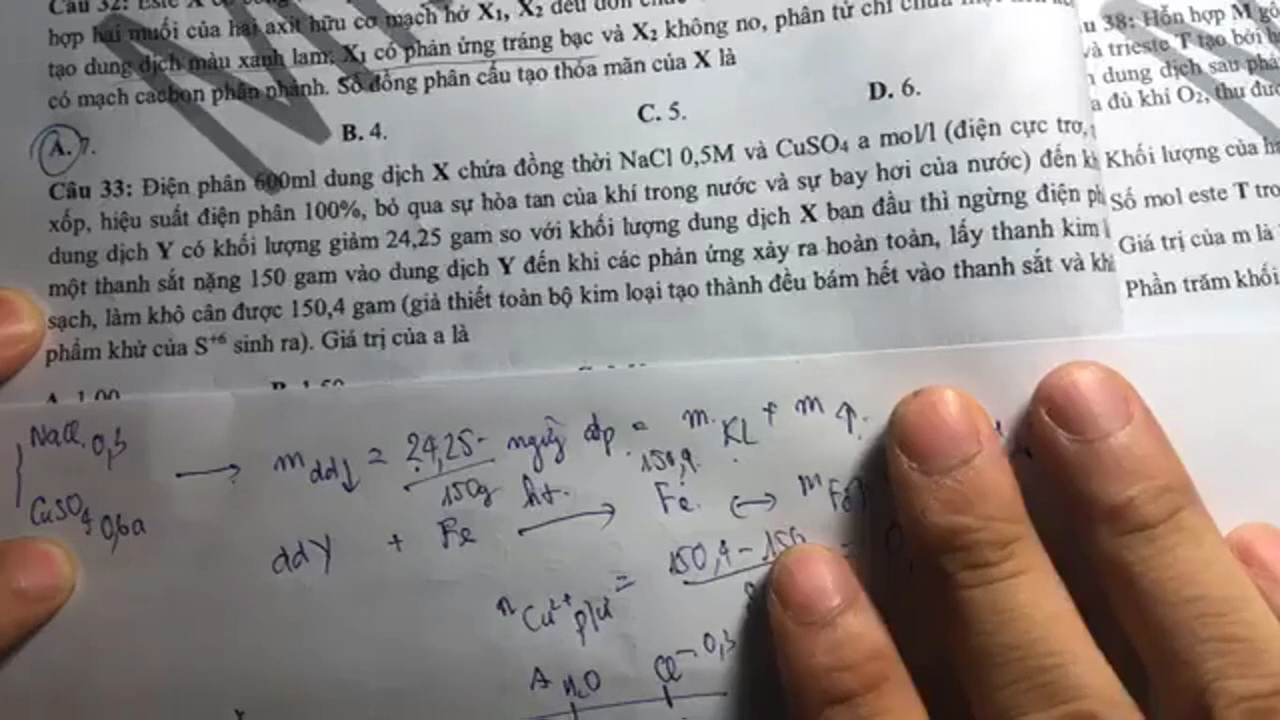 Câu 32: Este X
hợp hai muối của hai axit hữu cơ mạch hở X₁, X₂ đều đơn
tạo dung dịch màu xanh lam; X₁ có phản ứng tráng bạc và X₂ không no, phân tử chỉ chứa
có mạch cacbon phân nhánh. Số đồng phân cấu tạo thỏa mãn của X là
A. 7.
B. 4.
C. 5.
D. 6.
Câu 33: Điện phân 600ml dung dịch X chứa đồng thời NaCl 0,5M và CuSO₄ a mol/l (điện cực trơ,
xốp, hiệu suất điện phân 100%, bỏ qua sự hòa tan của khí trong nước và sự bay hơi của nước) đến
dung dịch Y có khối lượng giảm 24,25 gam so với khối lượng dung dịch X ban đầu thì ngừng điện
một thanh sắt nặng 150 gam vào dung dịch Y đến khi các phản ứng xảy ra hoàn toàn, lấy thanh kim
sạch, làm khô cân được 150,4 gam (giả thiết toàn bộ kim loại tạo thành đều bám hết vào thanh sắt và
phẩm khử của S⁺⁶ sinh ra). Giá trị của a là
38: Hỗn hợp M
và trieste T tạo bởi
dung dịch sau
đủ khí O₂, thu
Khối lượng của
Số mol este T
Giá trị của m là
Phần trăm khối
NaCl 0,3
CuSO₄ 0,6a
→ m dd↓ = 24,25 ngừng đp = m KL + m ↑
150g
150,4
ddY + Fe ht → Fe ↔ m
n Cu²⁺ p/ư = 150,4 - 150
A H₂O Cl⁻ 0,3